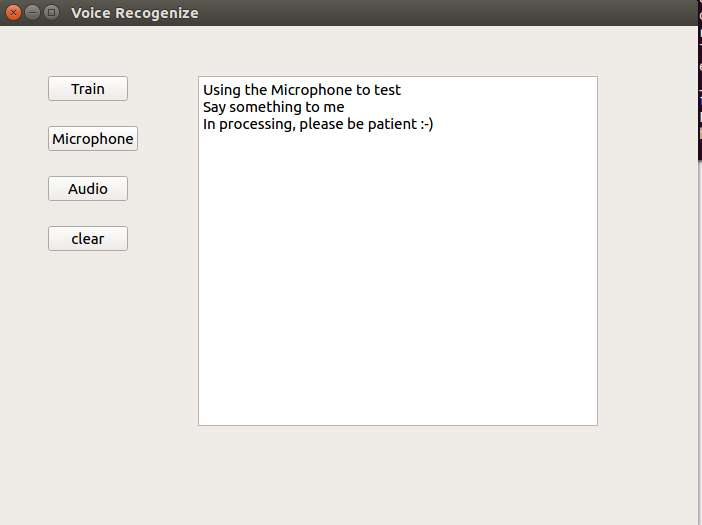 Voice Recogenize
Train
Microphone
Audio
clear
Using the Microphone to test
Say something to me
In processing, please be patient :-)